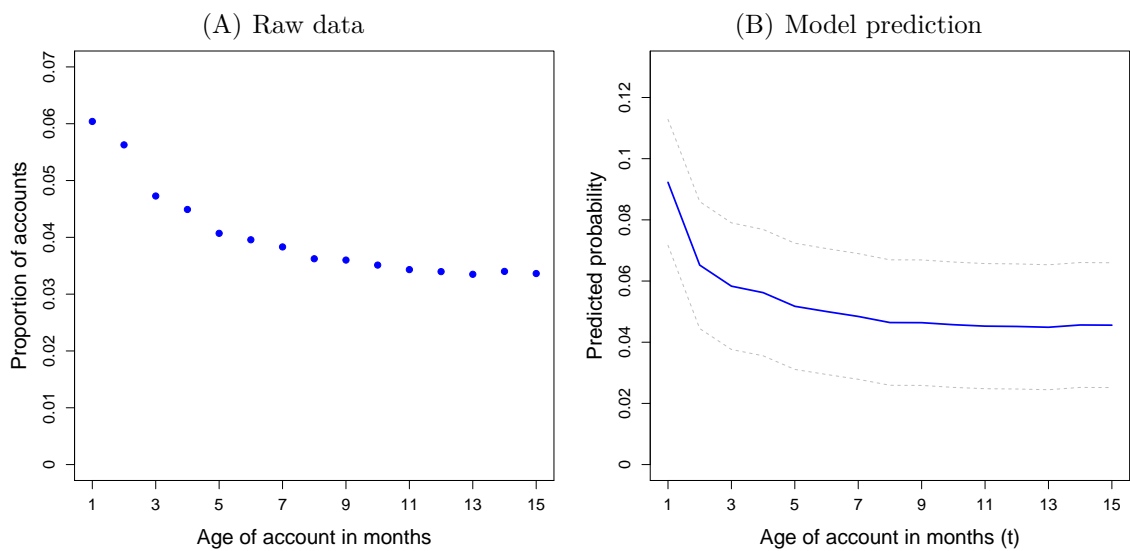 (A) Raw data
0.07
0.06
0.05
0.04
0.03
0.02
0.01
0
Proportion of accounts
1 3 5 7 9 11 13 15
Age of account in months
(B) Model prediction
0.12
0.1
0.08
0.06
0.04
0.02
0
Predicted probability
1 3 5 7 9 11 13 15
Age of account in months (t)